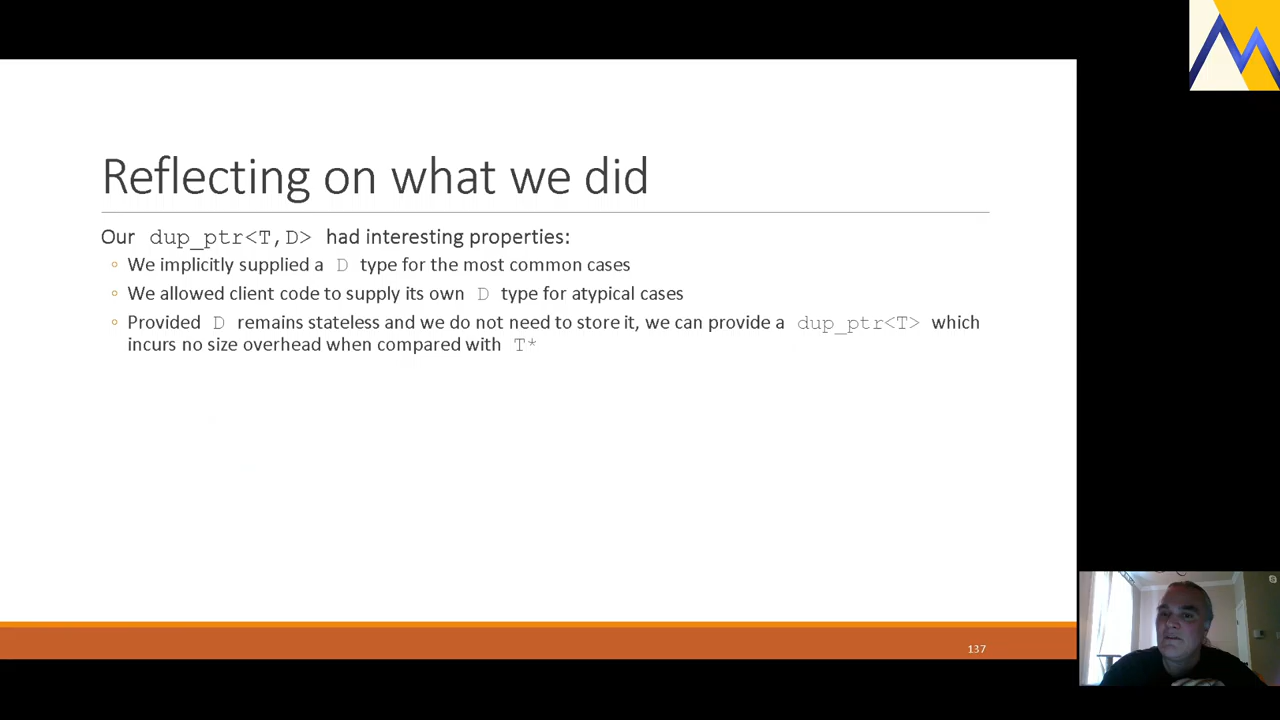 Reflecting on what we did
Our dup_ptr<T,D> had interesting properties:
◦ We implicitly supplied a D type for the most common cases
◦ We allowed client code to supply its own D type for atypical cases
◦ Provided D remains stateless and we do not need to store it, we can provide a dup_ptr<T> which
incurs no size overhead when compared with T*
137